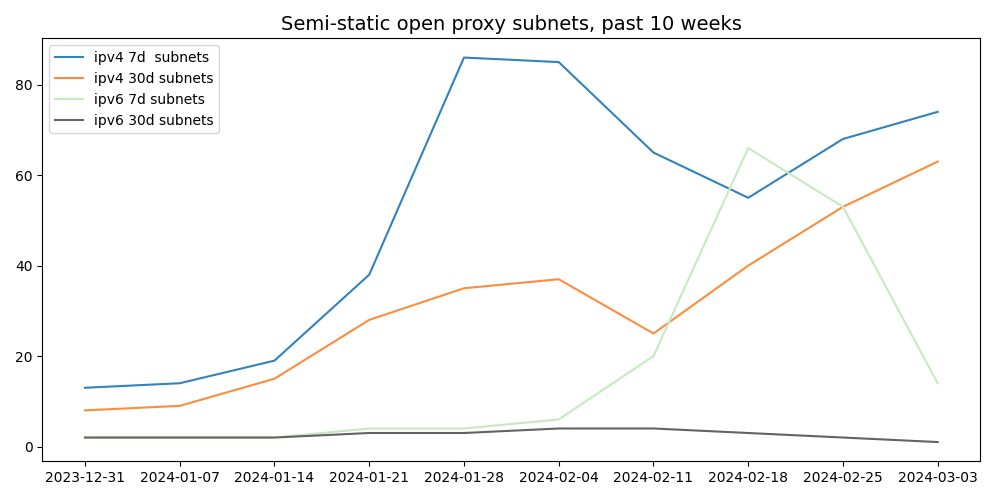 Semi-static open proxy subnets, past 10 weeks
ipv4 7d  subnets
ipv4 30d subnets
ipv6 7d subnets
ipv6 30d subnets
80
60
40
20
0
2023-12-31 2024-01-07 2024-01-14 2024-01-21 2024-01-28 2024-02-04 2024-02-11 2024-02-18 2024-02-25 2024-03-03